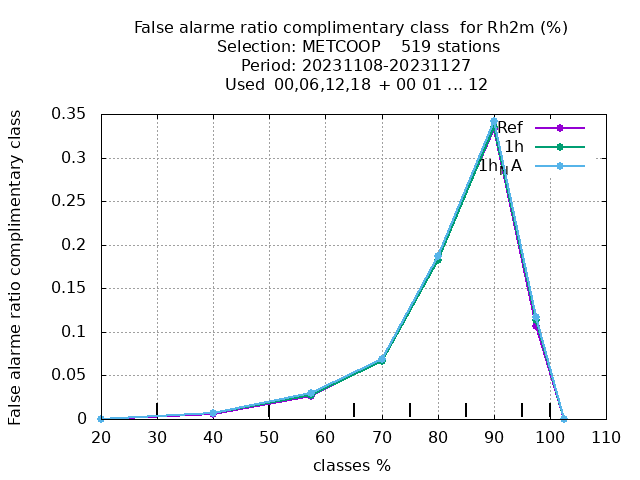 False alarme ratio complimentary class for Rh2m (%)
Selection: METCOOP 519 stations
Period: 20231108-20231127
Used 00,06,12,18 + 00 01 ... 12
False alarme ratio complimentary class
0.35
0.3
0.25
0.2
0.15
0.1
0.05
0
Ref
1h
1h_A
20 30 40 50 60 70 80 90 100 110
classes %